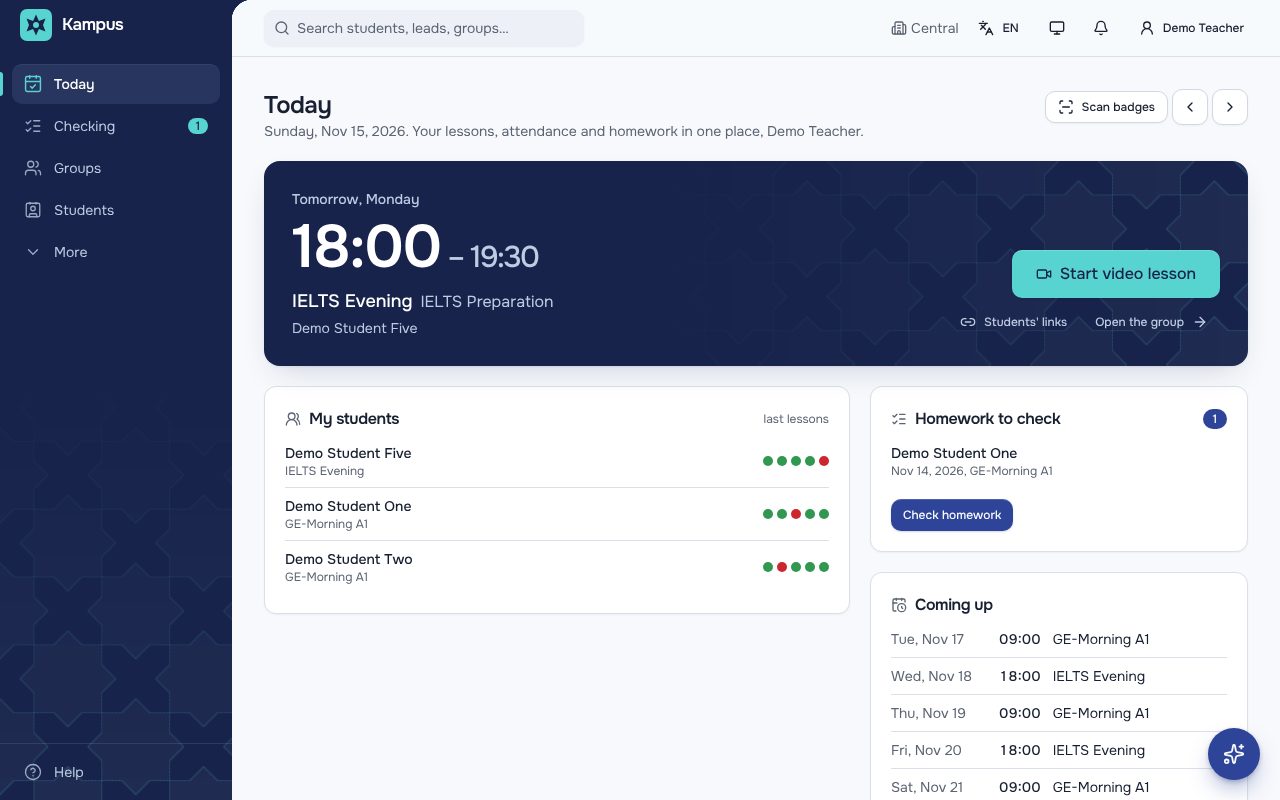 Kampus
Today
Checking 1
Groups
Students
More
Help
Search students, leads, groups...
Central
EN
Demo Teacher
Today
Sunday, Nov 15, 2026. Your lessons, attendance and homework in one place, Demo Teacher.
Scan badges
Tomorrow, Monday
18:00 – 19:30
IELTS Evening IELTS Preparation
Demo Student Five
Start video lesson
Students' links
Open the group
My students
last lessons
Demo Student Five
IELTS Evening
Demo Student One
GE-Morning A1
Demo Student Two
GE-Morning A1
Homework to check 1
Demo Student One
Nov 14, 2026, GE-Morning A1
Check homework
Coming up
Tue, Nov 17 09:00 GE-Morning A1
Wed, Nov 18 18:00 IELTS Evening
Thu, Nov 19 09:00 GE-Morning A1
Fri, Nov 20 18:00 IELTS Evening
Sat, Nov 21 09:00 GE-Morning A1